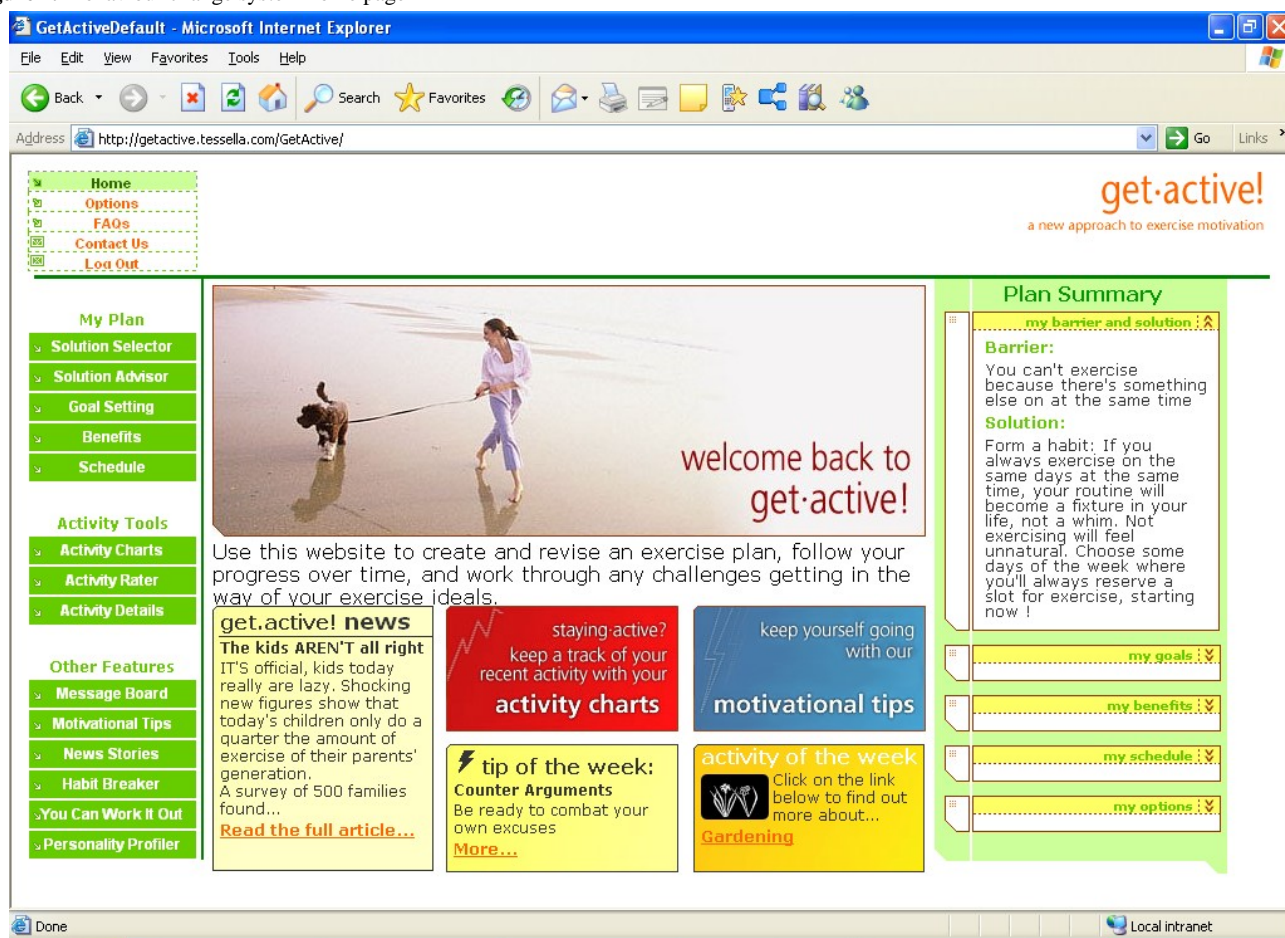 GetActiveDefault - Microsoft Internet Explorer
File Edit View Favorites Tools Help
Back Search Favorites
Address http://getactive.tessella.com/GetActive/ Go Links
Home
Options
FAQs
Contact Us
Log Out
get·active!
a new approach to exercise motivation
My Plan
Solution Selector
Solution Advisor
Goal Setting
Benefits
Schedule
Activity Tools
Activity Charts
Activity Rater
Activity Details
Other Features
Message Board
Motivational Tips
News Stories
Habit Breaker
You Can Work It Out
Personality Profiler
welcome back to
get·active!
Use this website to create and revise an exercise plan, follow your
progress over time, and work through any challenges getting in the
way of your exercise ideals.
get.active! news
The kids AREN'T all right
IT'S official, kids today
really are lazy. Shocking
new figures show that
today's children only do a
quarter the amount of
exercise of their parents'
generation.
A survey of 500 families
found...
Read the full article...
staying·active?
keep a track of your
recent activity with your
activity charts
keep yourself going
with our
motivational tips
tip of the week:
Counter Arguments
Be ready to combat your
own excuses
More...
activity of the week
Click on the link
below to find out
more about...
Gardening
Plan Summary
my barrier and solution
Barrier:
You can't exercise
because there's something
else on at the same time
Solution:
Form a habit: If you
always exercise on the
same days at the same
time, your routine will
become a fixture in your
life, not a whim. Not
exercising will feel
unnatural. Choose some
days of the week where
you'll always reserve a
slot for exercise, starting
now !
my goals
my benefits
my schedule
my options
Done
Local intranet